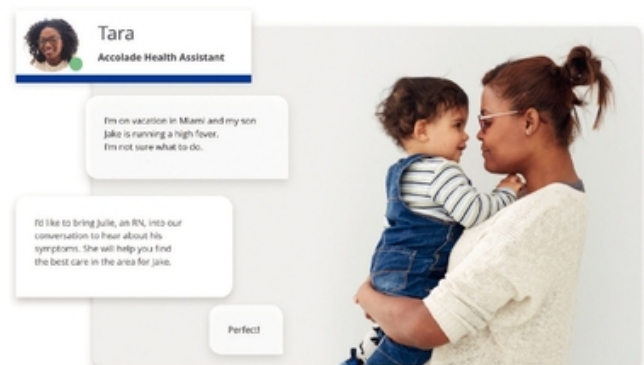 Tara
Accolade Health Assistant
I'm on vacation in Miami and my son
Jake is running a high fever.
I'm not sure what to do.
I'd like to bring Julie, an RN, into our
conversation to hear about his
symptoms. She will help you find
the best care in the area for Jake.
Perfect!